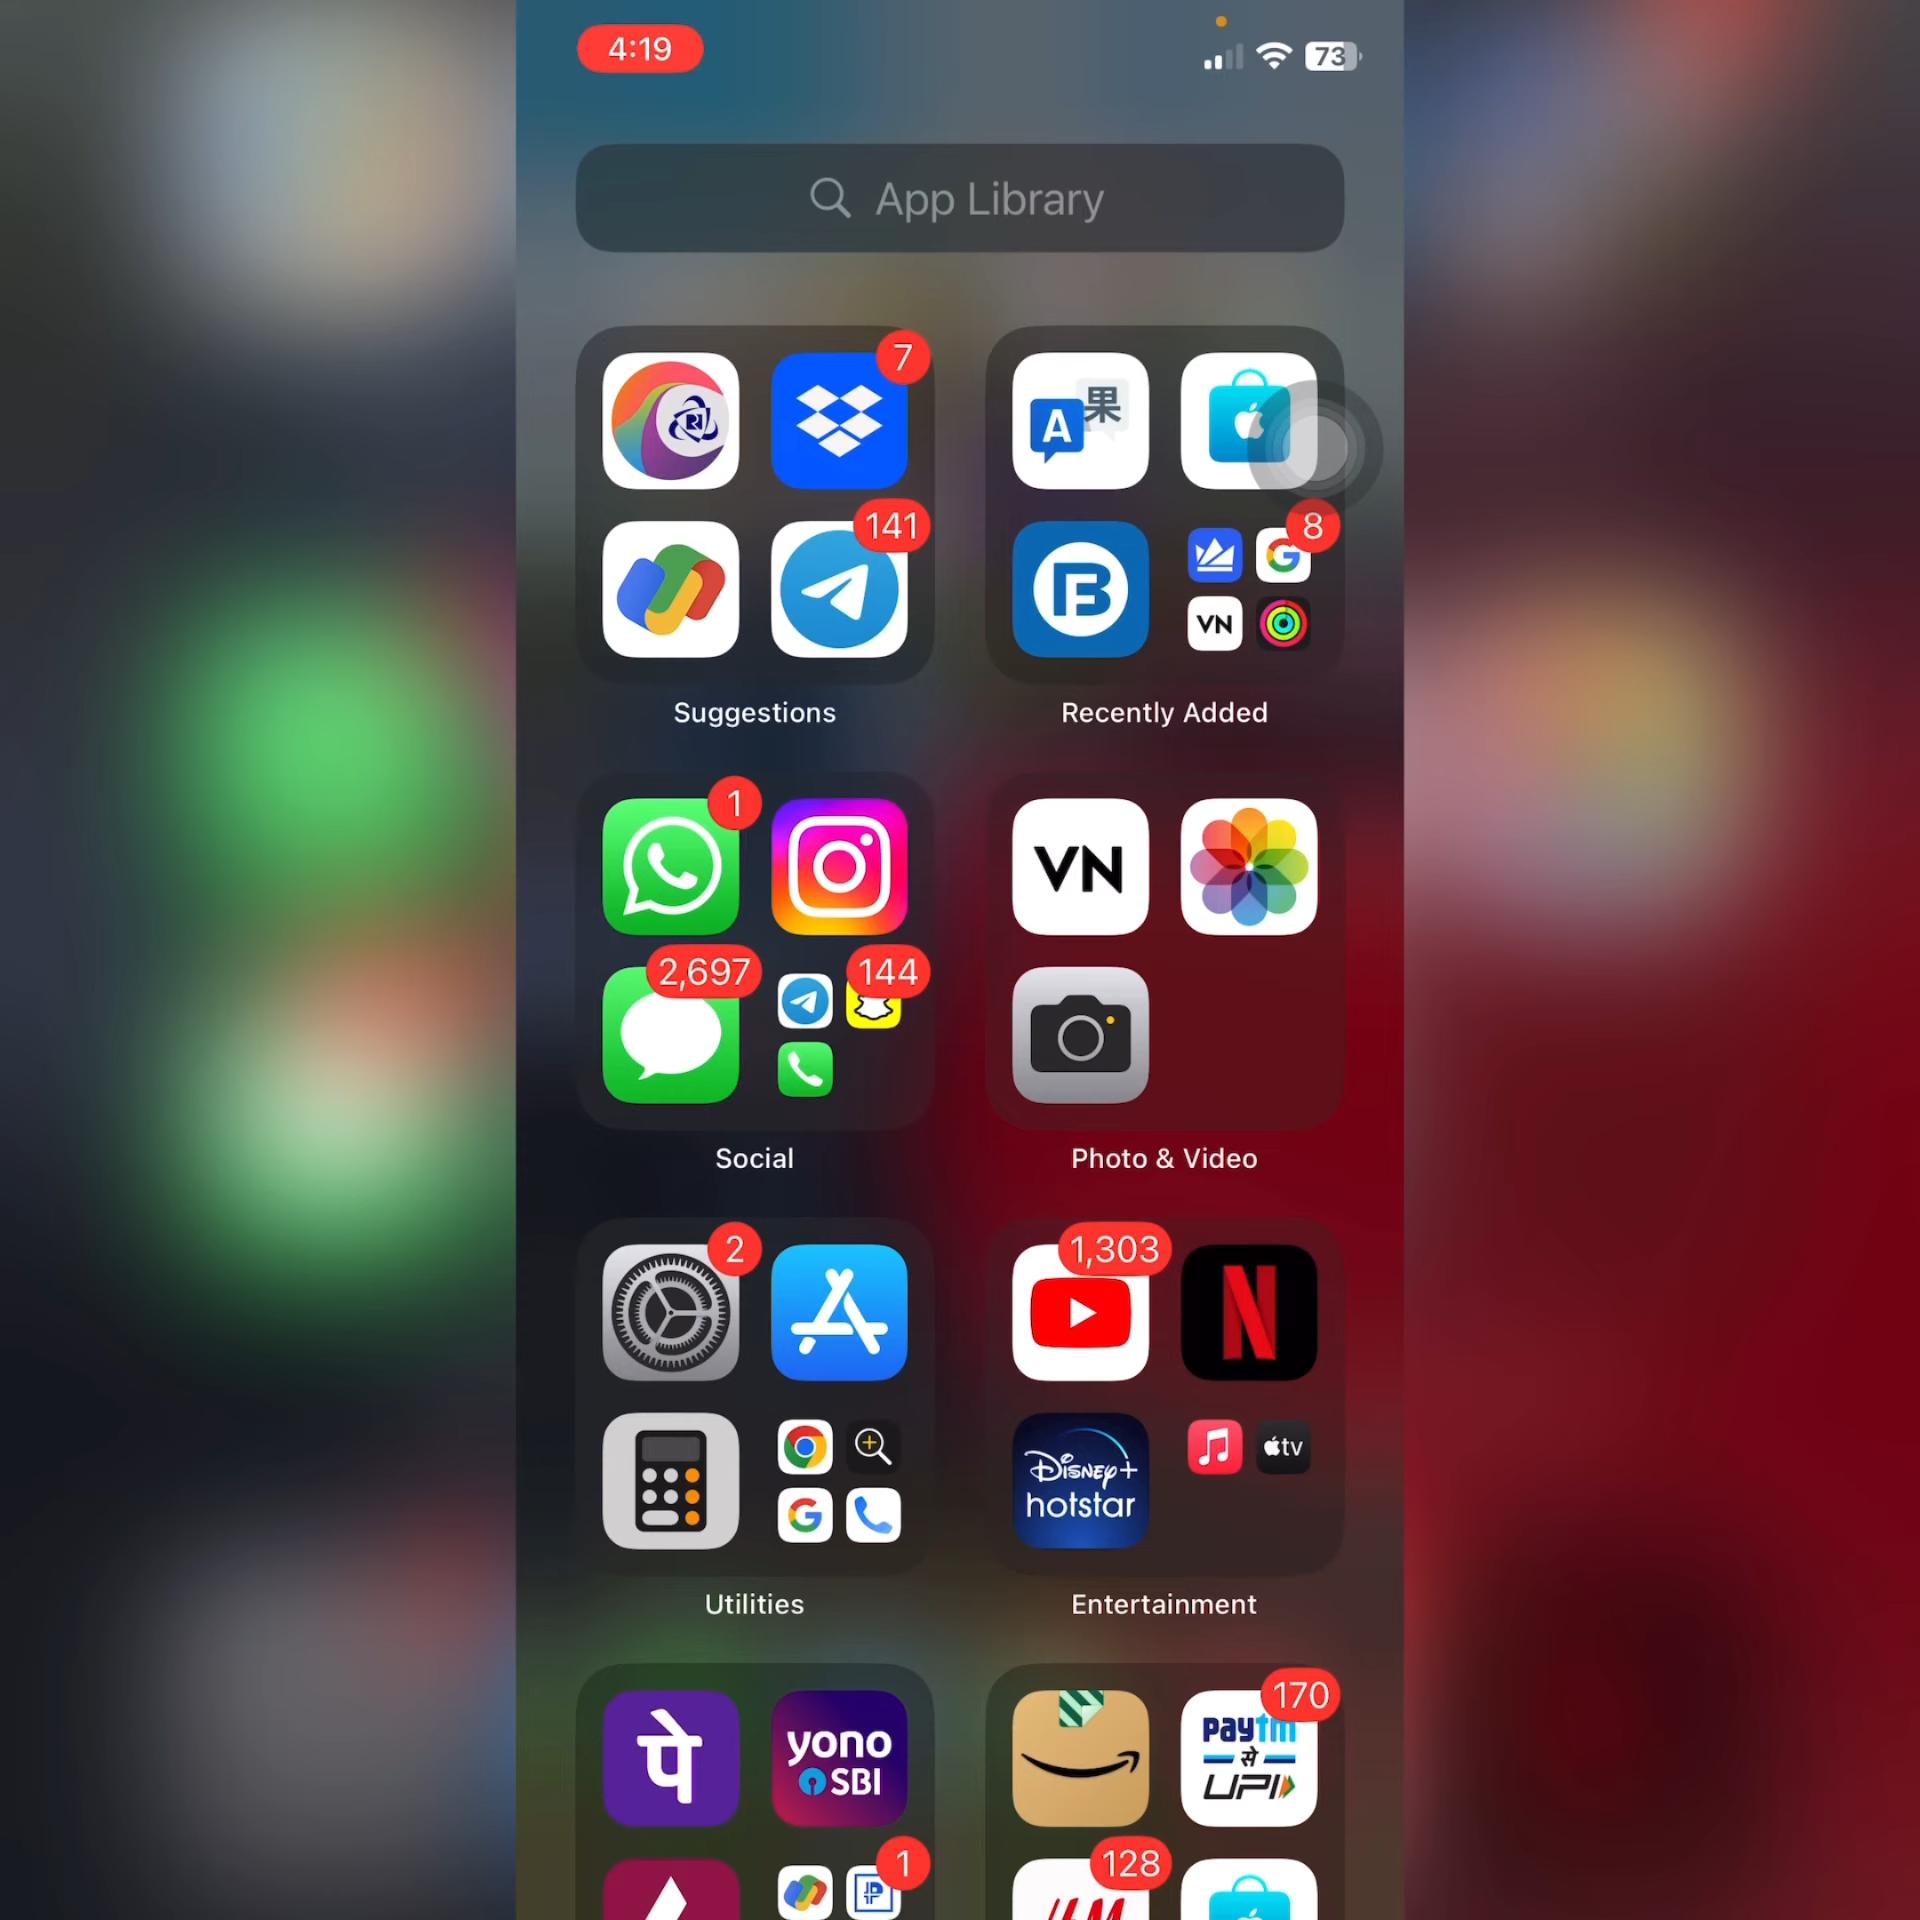 4:19
73
App Library
7
A 果
141
8
B
G
VN
Suggestions
Recently Added
1
VN
2,697
144
Social
Photo & Video
2
1,303
N
Disney+
hotstar
tv
G
Utilities
Entertainment
170
पे
yono
SBI
paytm
से
UPI
1
128
H&M